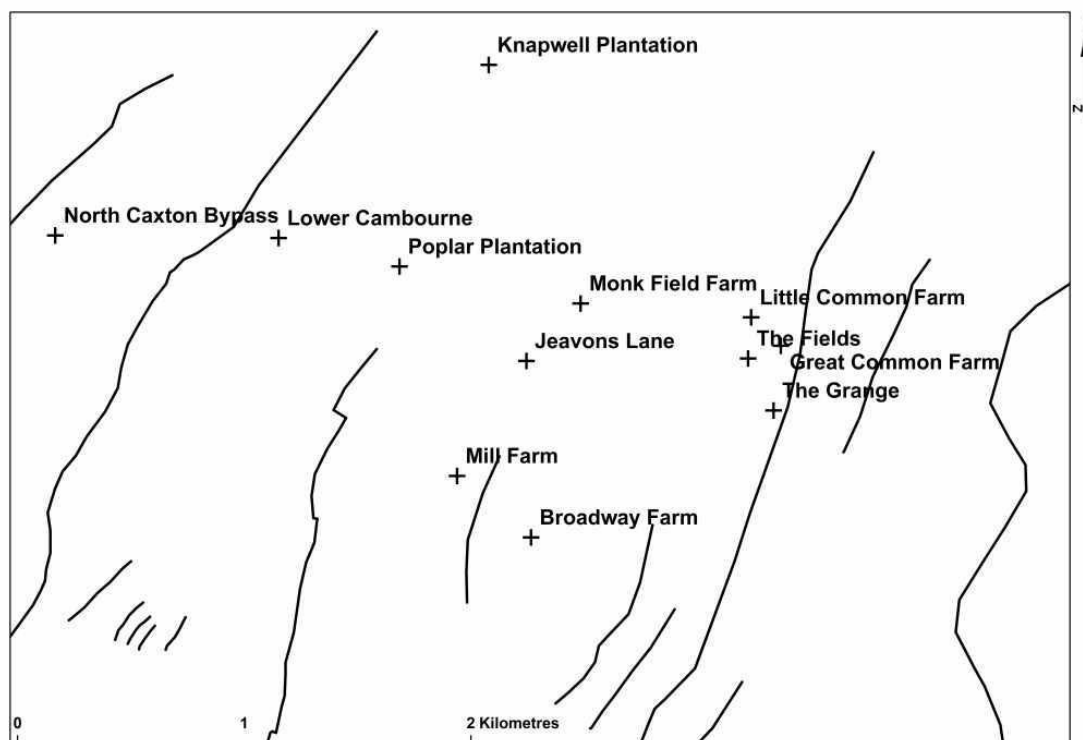 Knapwell Plantation
North Caxton Bypass
Lower Cambourne
Poplar Plantation
Monk Field Farm
Little Common Farm
The Fields
Jeavons Lane
Great Common Farm
The Grange
Mill Farm
Broadway Farm
0 1 2 Kilometres